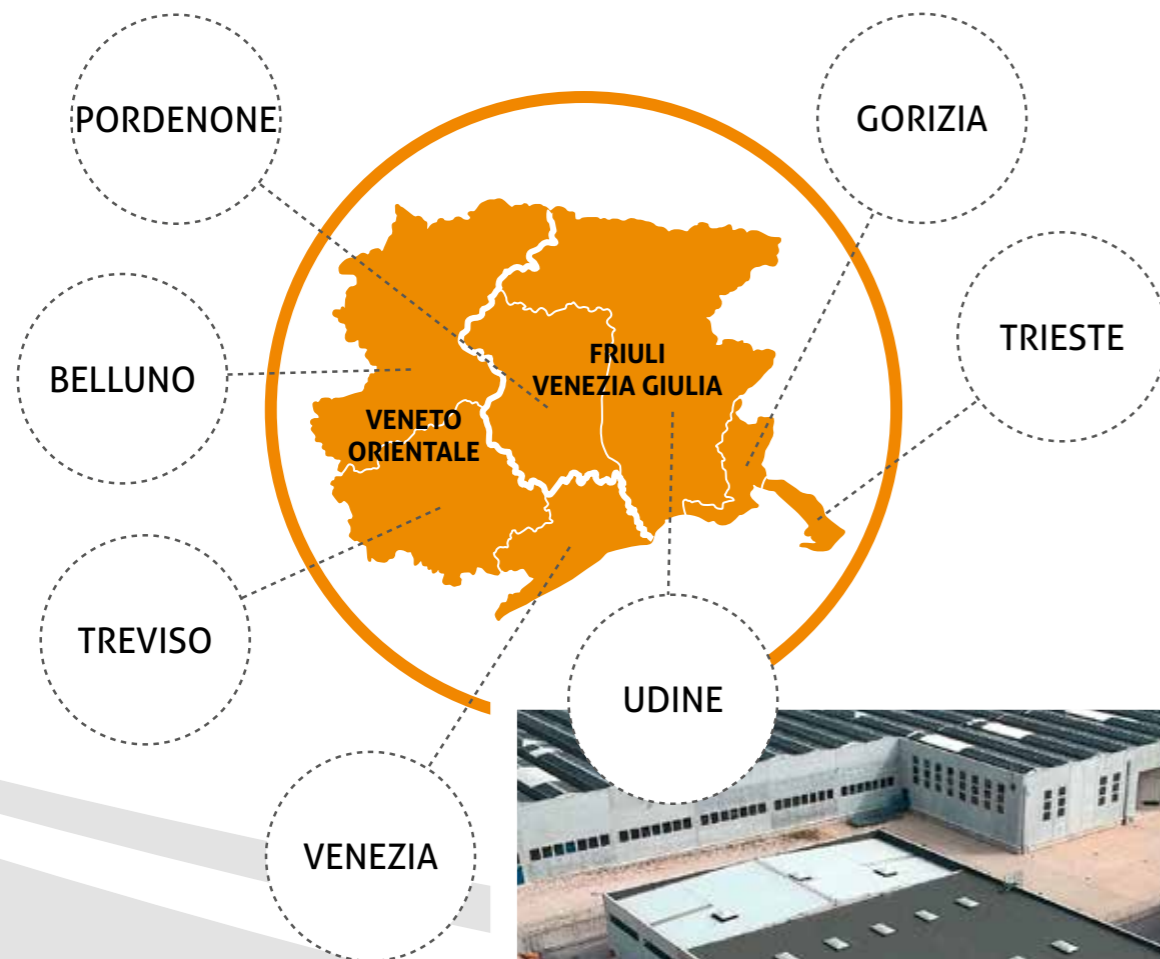 PORDENONE
GORIZIA
TRIESTE
FRIULI
VENEZIA GIULIA
BELLUNO
VENETO
ORIENTALE
TREVISO
UDINE
VENEZIA